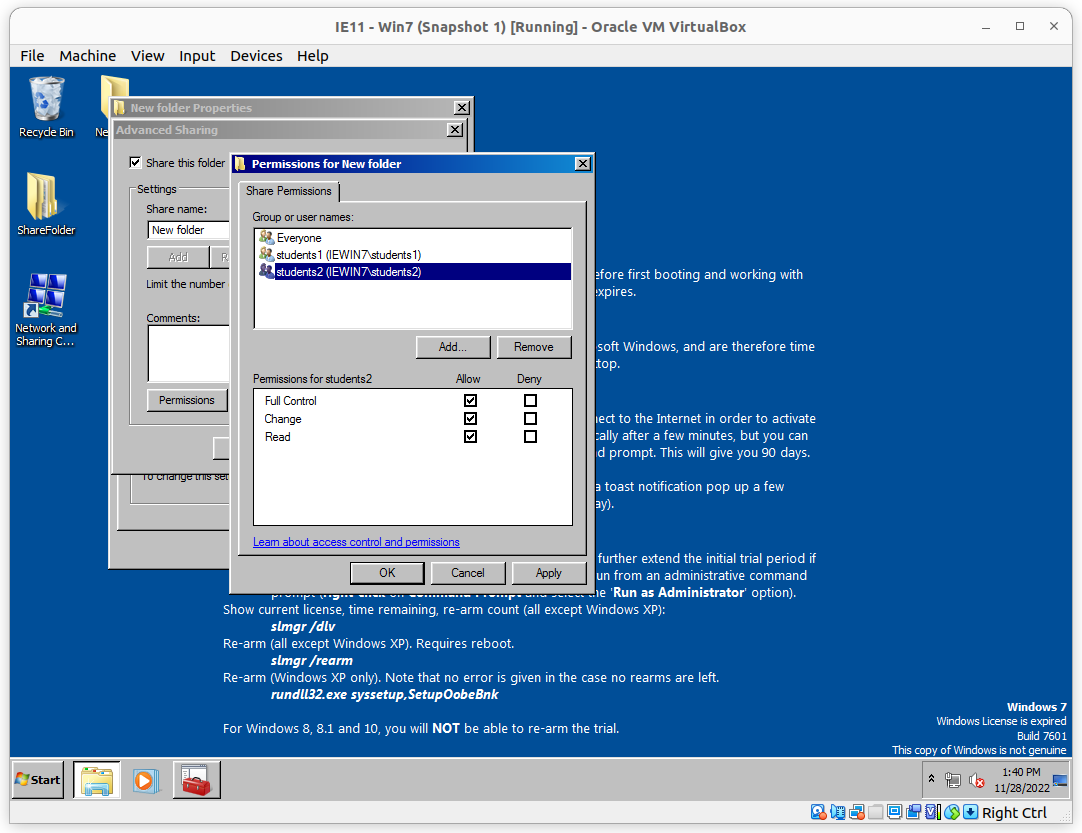 IE11 - Win7 (Snapshot 1) [Running] - Oracle VM VirtualBox
File Machine View Input Devices Help
Recycle Bin
Ne
ShareFolder
Network and
Sharing C...
New folder Properties
Advanced Sharing
Share this folder
Settings
Share name:
New folder
Add
R
Limit the number
Comments:
Permissions
To change this set
Permissions for New folder
Share Permissions
Group or user names:
Everyone
students1 (IEWIN7\students1)
students2 (IEWIN7\students2)
Add... Remove
Permissions for students2 Allow Deny
Full Control
Change
Read
Learn about access control and permissions
OK Cancel Apply
efore first booting and working with
expires.
soft Windows, and are therefore time
top.
nect to the Internet in order to activate
cally after a few minutes, but you can
nd prompt. This will give you 90 days.
a toast notification pop up a few
ay).
further extend the initial trial period if
un from an administrative command
prompt (right-click on Command Prompt and select the 'Run as Administrator' option).
Show current license, time remaining, re-arm count (all except Windows XP):
slmgr /dlv
Re-arm (all except Windows XP). Requires reboot.
slmgr /rearm
Re-arm (Windows XP only). Note that no error is given in the case no rearms are left.
rundll32.exe syssetup,SetupOobeBnk
For Windows 8, 8.1 and 10, you will NOT be able to re-arm the trial.
Windows 7
Windows License is expired
Build 7601
This copy of Windows is not genuine
Start
1:40 PM
11/28/2022
Right Ctrl